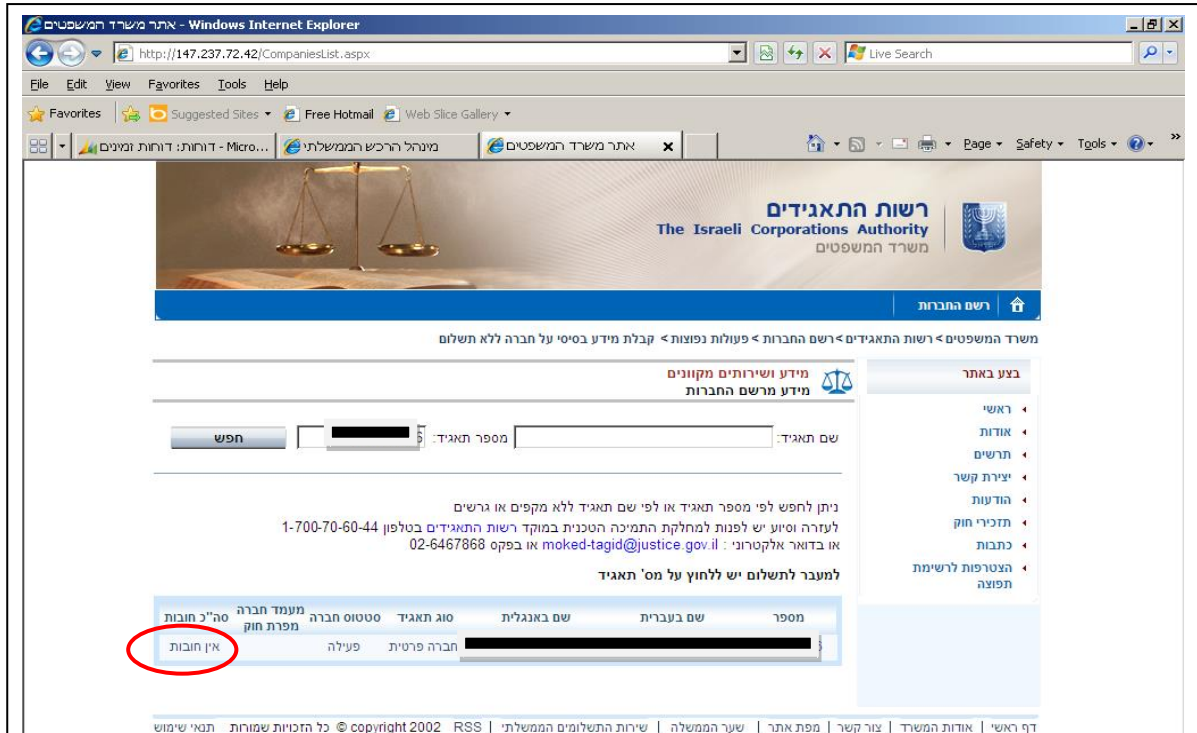 אתר משרד המשפטים - Windows Internet Explorer
http://147.237.72.42/CompaniesList.aspx
Live Search
File Edit View Favorites Tools Help
Favorites Suggested Sites Free Hotmail Web Slice Gallery
דוחות: דוחות זמינים - Micro... מינהל הרכש הממשלתי אתר משרד המשפטים Page Safety Tools
רשות התאגידים
The Israeli Corporations Authority
משרד המשפטים
רשם החברות
משרד המשפטים > רשות התאגידים > רשם החברות > פעולות נפוצות > קבלת מידע בסיסי על חברה ללא תשלום
בצע באתר
ראשי
אודות
תרשים
יצירת קשר
הודעות
תזכירי חוק
כתבות
הצטרפות לרשימת
תפוצה
מידע ושירותים מקוונים
מידע מרשם החברות
שם תאגיד: מספר תאגיד: חפש
ניתן לחפש לפי מספר תאגיד או לפי שם תאגיד ללא מקפים או גרשים
לעזרה וסיוע יש לפנות למחלקת התמיכה הטכנית במוקד רשות התאגידים בטלפון 1-700-70-60-44
או בדואר אלקטרוני : moked-tagid@justice.gov.il או בפקס 02-6467868
למעבר לתשלום יש ללחוץ על מס' תאגיד
מספר שם בעברית שם באנגלית סוג תאגיד סטטוס חברה מעמד חברה מפרת חוק סה"כ חובות
חברה פרטית פעילה אין חובות
דף ראשי | אודות המשרד | צור קשר | מפת אתר | שער הממשלה | שירות התשלומים הממשלתי | RSS copyright 2002 © כל הזכויות שמורות תנאי שימוש